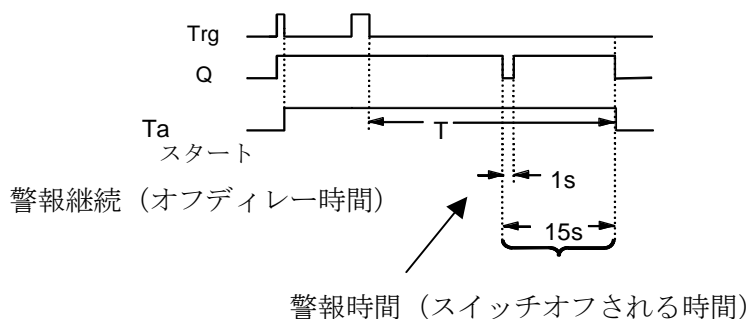 Trg
Q
Ta
T
スタート
1s
警報継続（オフディレー時間）
15s
警報時間（スイッチオフされる時間）